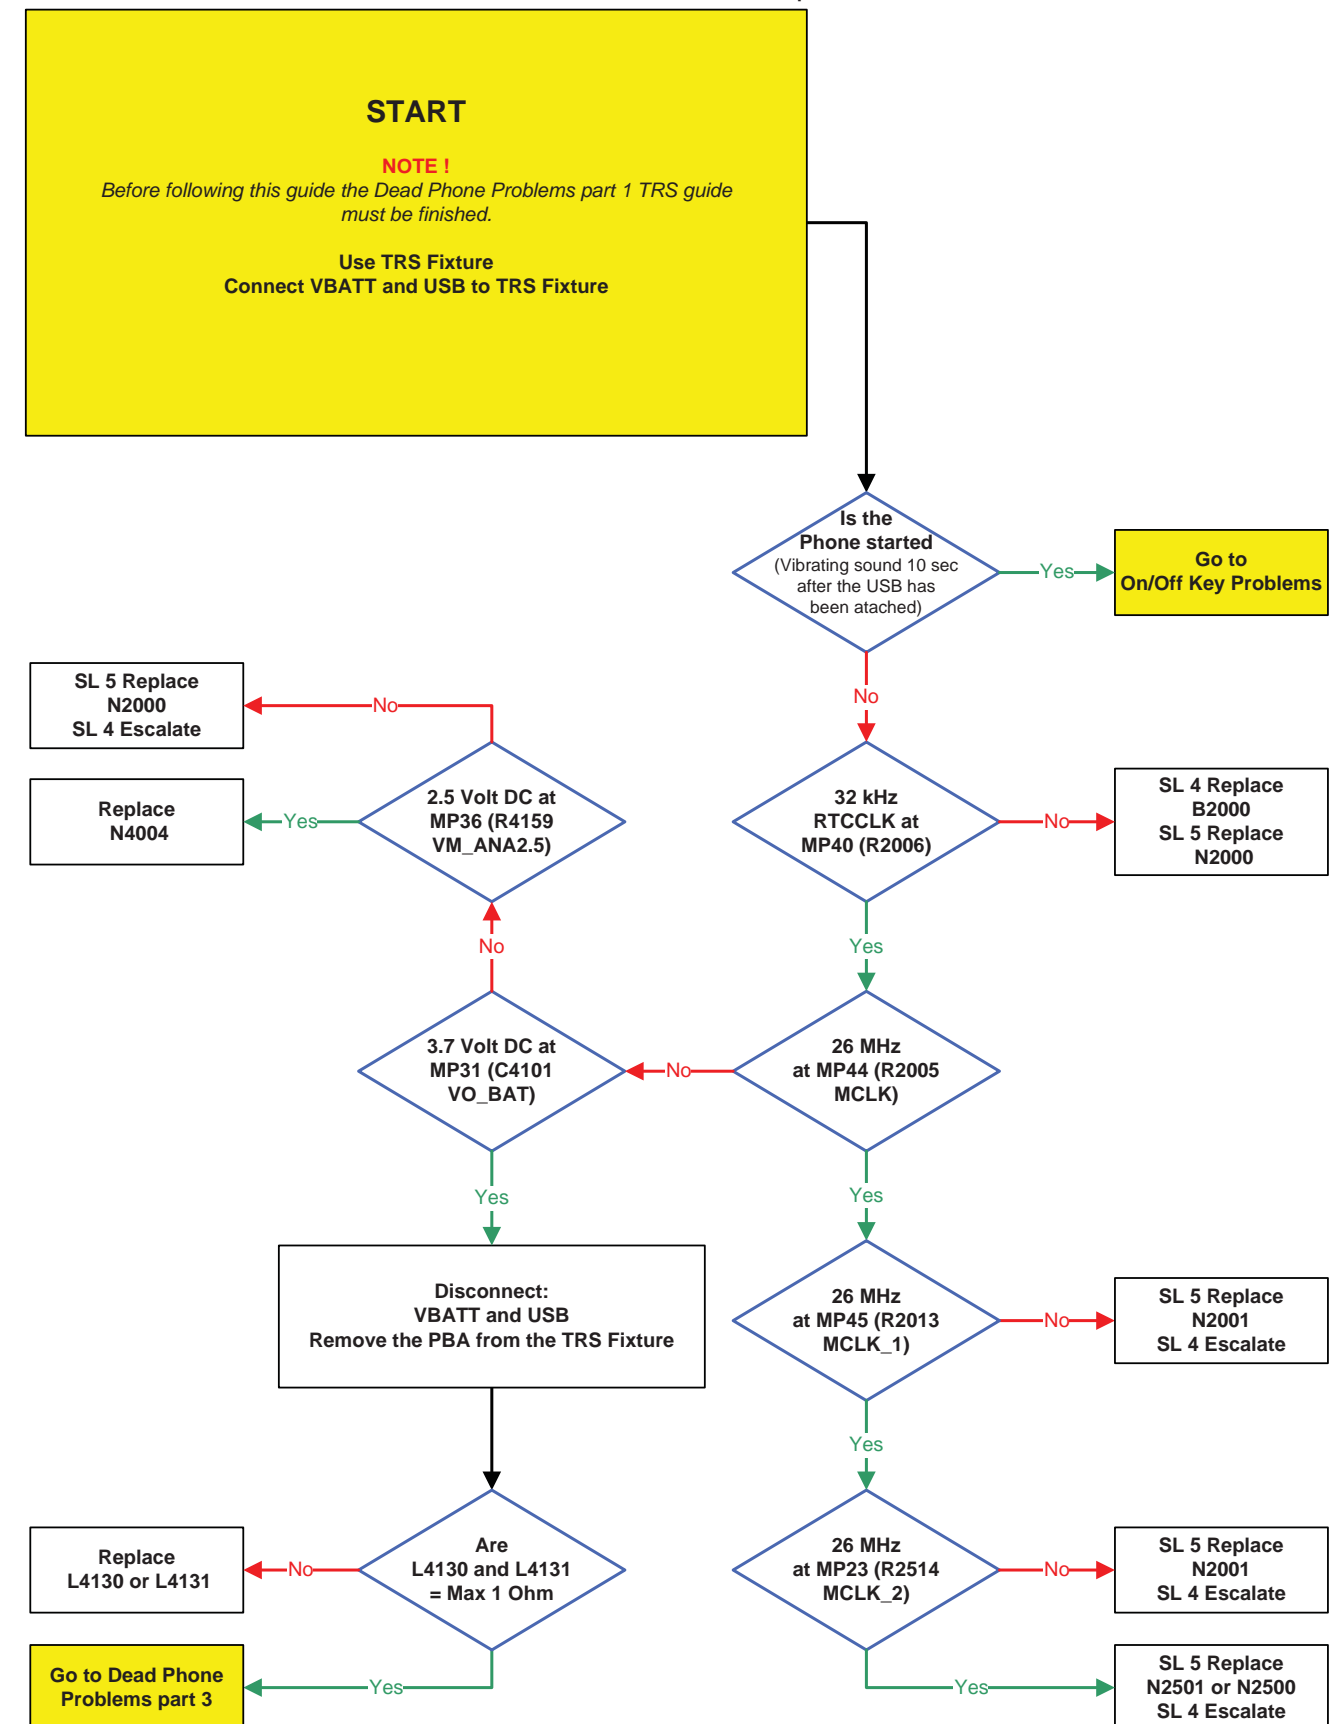 START
NOTE !
Before following this guide the Dead Phone Problems part 1 TRS guide
must be finished.
Use TRS Fixture
Connect VBATT and USB to TRS Fixture
Is the
Phone started
(Vibrating sound 10 sec
after the USB has
been atached)
Yes
Go to
On/Off Key Problems
No
SL 5 Replace
N2000
SL 4 Escalate
No
2.5 Volt DC at
MP36 (R4159
VM_ANA2.5)
Yes
Replace
N4004
32 kHz
RTCCLK at
MP40 (R2006)
No
SL 4 Replace
B2000
SL 5 Replace
N2000
No
Yes
3.7 Volt DC at
MP31 (C4101
VO_BAT)
No
26 MHz
at MP44 (R2005
MCLK)
Yes
Yes
Disconnect:
VBATT and USB
Remove the PBA from the TRS Fixture
26 MHz
at MP45 (R2013
MCLK_1)
No
SL 5 Replace
N2001
SL 4 Escalate
Yes
Replace
L4130 or L4131
No
Are
L4130 and L4131
= Max 1 Ohm
26 MHz
at MP23 (R2514
MCLK_2)
No
SL 5 Replace
N2001
SL 4 Escalate
Go to Dead Phone
Problems part 3
Yes
Yes
SL 5 Replace
N2501 or N2500
SL 4 Escalate